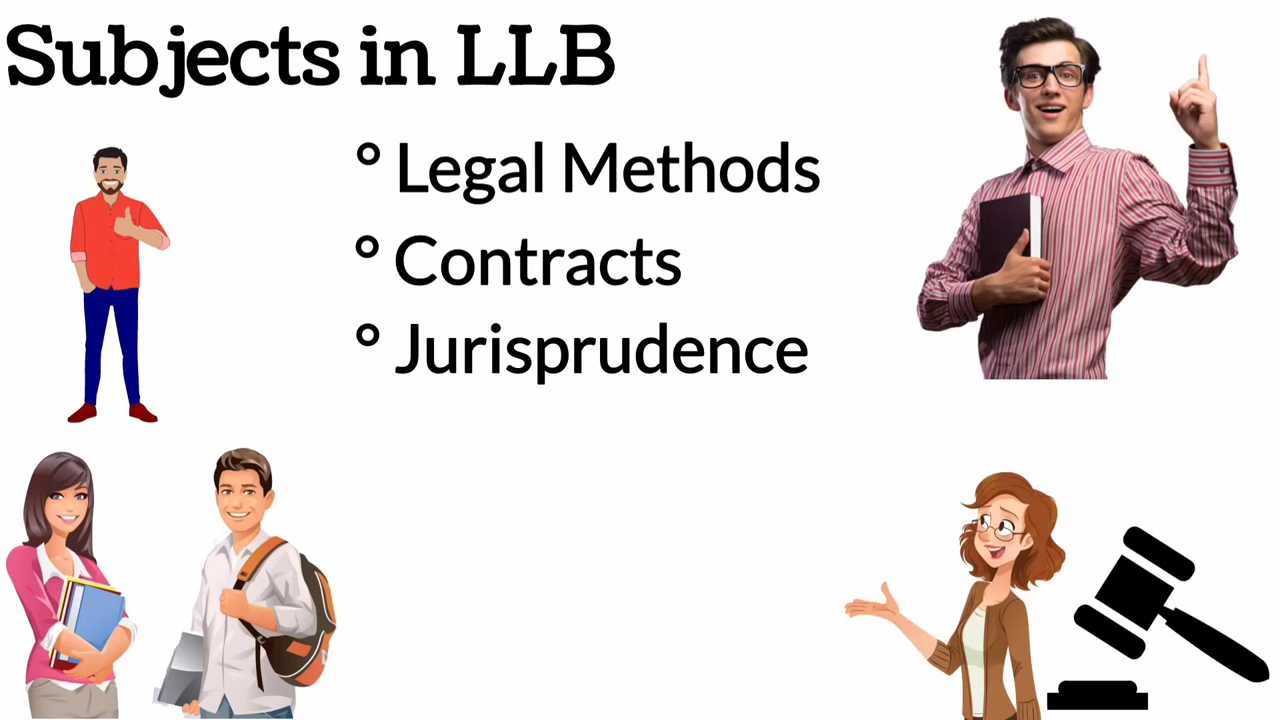 Subjects in LLB
° Legal Methods
° Contracts
° Jurisprudence